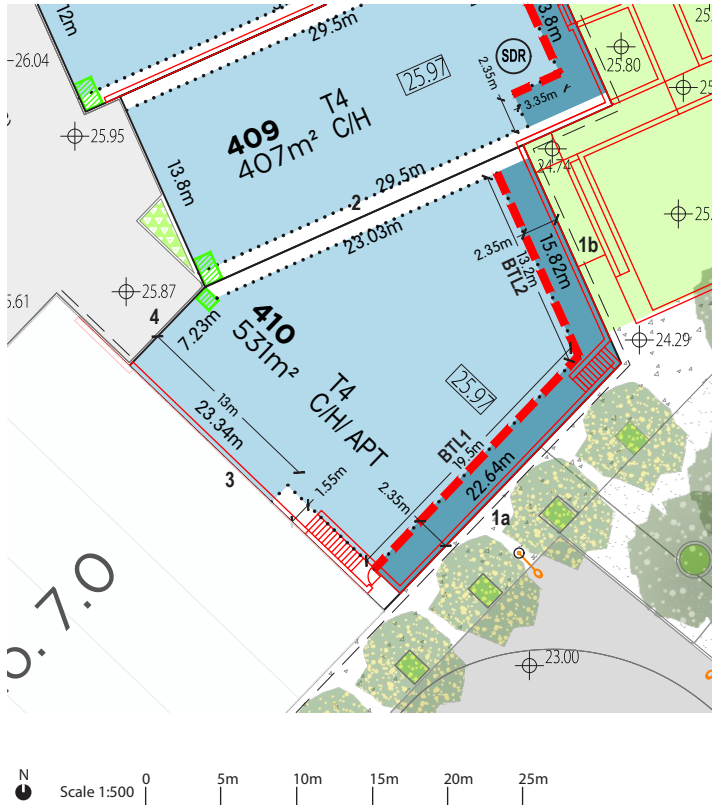 12m
29.5m
3.8m
25.
26.04
SDR
25.80
2.35m
25.97
3.35m
T4
C/H
409
407m²
25.95
24.74
13.8m
29.5m
2
23.03m
25.
2.35m
15.82m
13.2m
BTL2
1b
5.61
25.87
4
7.23m
410
531m²
24.29
T4
C/H/ APT
25.97
13m
23.34m
BTL1
19.5m
22.64m
3
1.55m
2.35m
1a
o. 7.0
23.00
N
Scale 1:500 0 5m 10m 15m 20m 25m